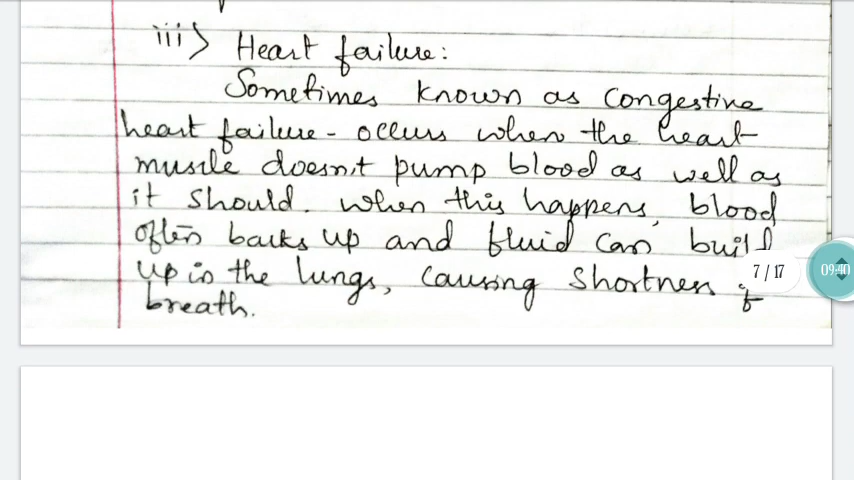 iii> Heart failure:
Sometimes known as congestive
heart failure - occurs when the heart
muscle doesn't pump blood as well as
it should. when this happens, blood
often backs up and fluid can build
up in the lungs, causing shortness of
breath.
7 / 17
09:40